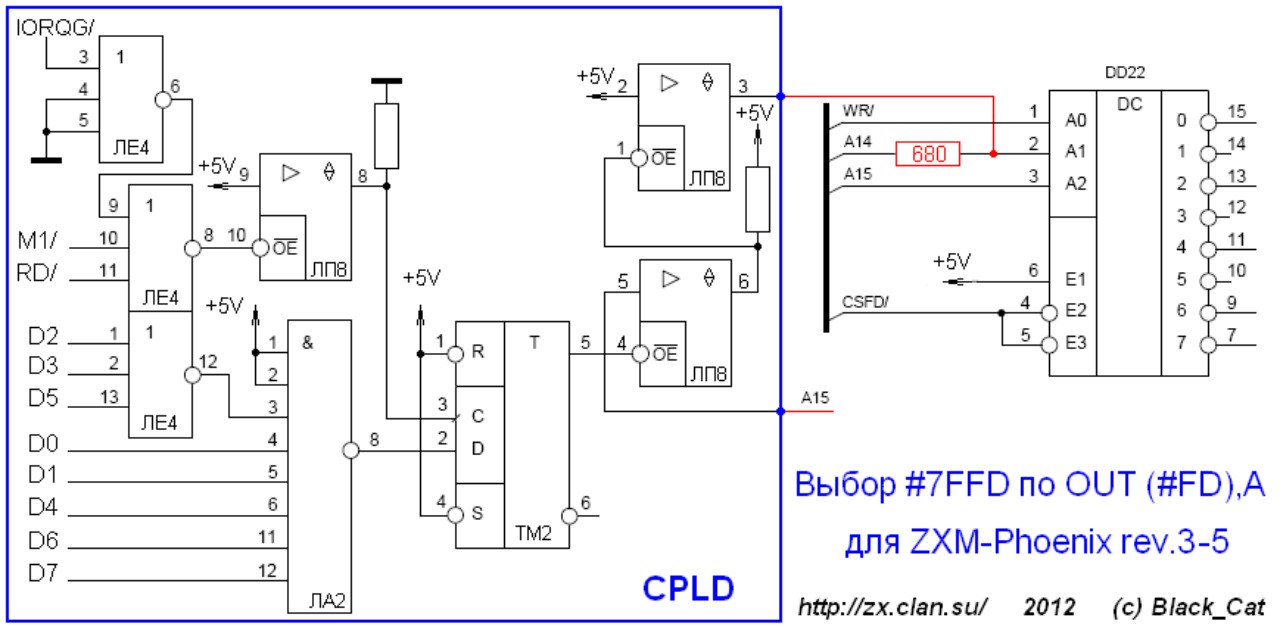 IORQG/
3 1 6
4
5
ЛЕ4
+5V 9 8
OE
10
ЛП8
9 1
M1/ 10 8
RD/ 11
ЛЕ4
D2 1 1
D3 2 12
D5 13
ЛЕ4
+5V
1 &
2
3
D0 4 8
D1 5
D4 6
D6 11
D7 12
ЛА2
+5V
1 R T 5
3 C
2 D
4 S 6
ТМ2
+5V 2 3
1 OE
ЛП8
+5V
5 6
4 OE
ЛП8
A15
CPLD
DD22
DC
WR/ 1 A0 0 15
A14 680 2 A1 1 14
A15 3 A2 2 13
3 12
4 11
+5V 6 E1 5 10
CSFD/ 4 E2 6 9
5 E3 7 7
Выбор #7FFD по OUT (#FD),A
для ZXM-Phoenix rev.3-5
http://zx.clan.su/ 2012 (c) Black_Cat